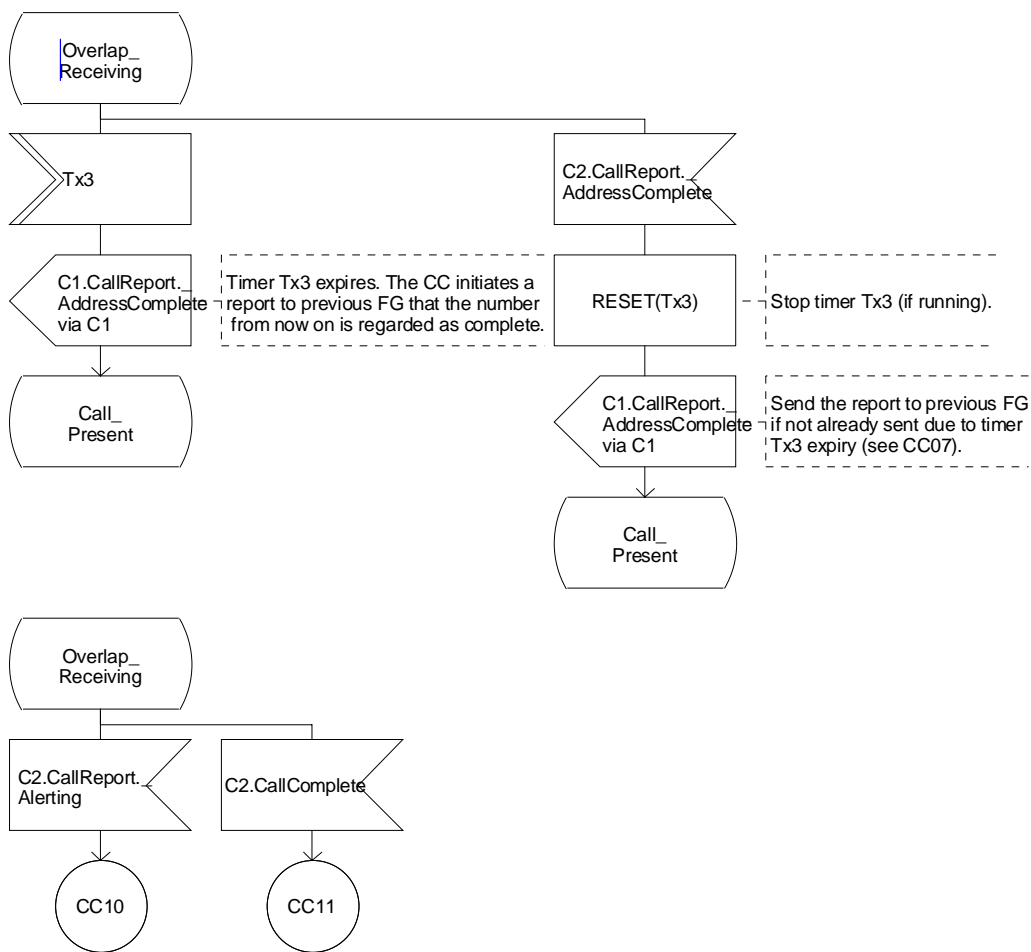 Overlap_
Receiving
Tx3
C2.CallReport._
AddressComplete
C1.CallReport._
AddressComplete
via C1
Timer Tx3 expires. The CC initiates a
report to previous FG that the number
from now on is regarded as complete.
RESET(Tx3)
Stop timer Tx3 (if running).
Call_
Present
C1.CallReport._
AddressComplete
via C1
Send the report to previous FG
if not already sent due to timer
Tx3 expiry (see CC07).
Call_
Present
Overlap_
Receiving
C2.CallReport._
Alerting
C2.CallComplete
CC10
CC11